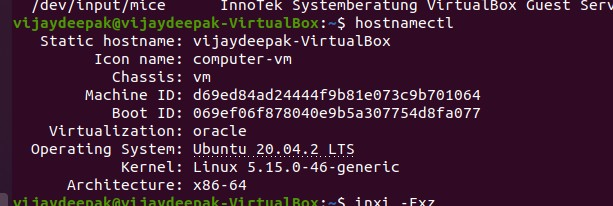 /dev/input/mice InnoTek Systemberatung VirtualBox Guest Serv
vijaydeepak@vijaydeepak-VirtualBox:~$ hostnamectl
Static hostname: vijaydeepak-VirtualBox
Icon name: computer-vm
Chassis: vm
Machine ID: d69ed84ad24444f9b81e073c9b701064
Boot ID: 069ef06f878040e9b5a307754d8fa077
Virtualization: oracle
Operating System: Ubuntu 20.04.2 LTS
Kernel: Linux 5.15.0-46-generic
Architecture: x86-64
vijaydeepak@vijaydeepak-VirtualBox:~$ inxi -Fxz